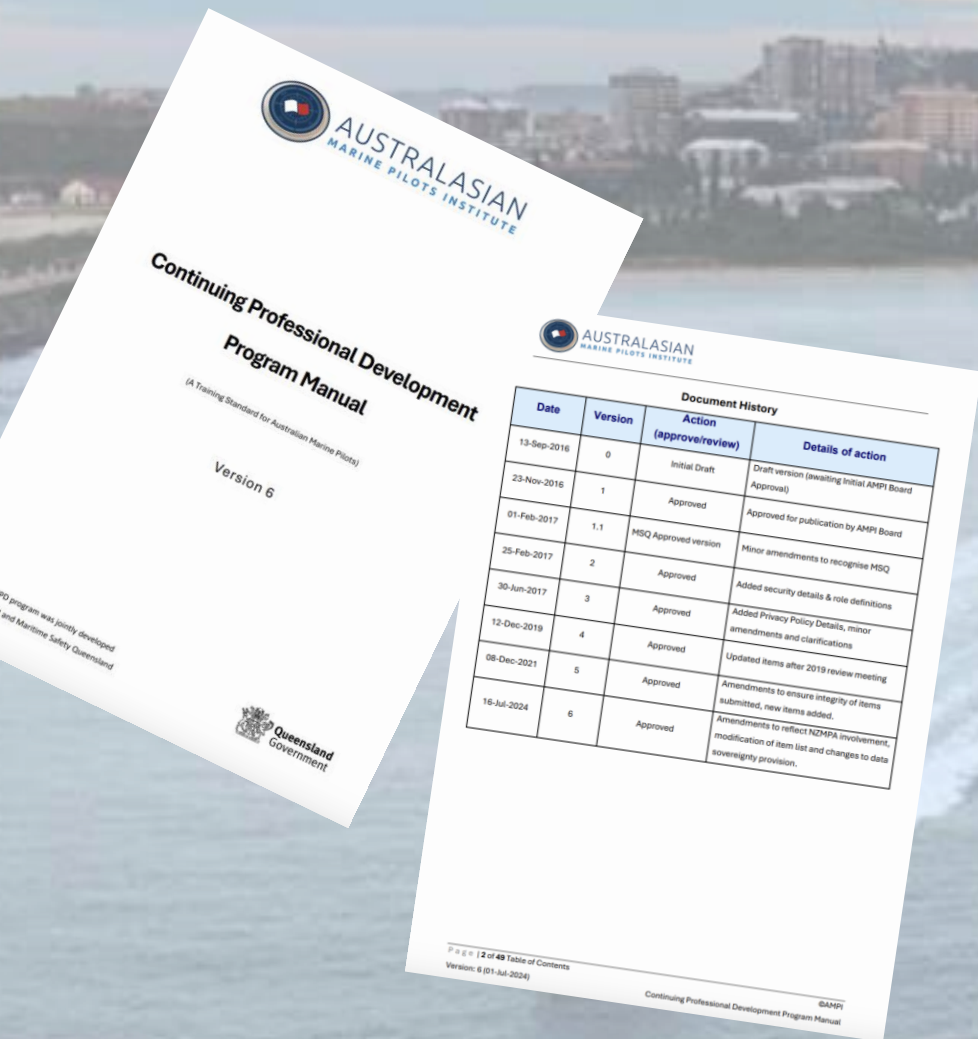 AUSTRALASIAN
MARINE PILOTS INSTITUTE
Continuing Professional Development
Program Manual
(A Training Standard for Australian Marine Pilots)
Version 6
PD program was jointly developed
and Maritime Safety Queensland
Queensland
Government
AUSTRALASIAN
MARINE PILOTS INSTITUTE
Document History
Date Version Action (approve/review) Details of action
13-Sep-2016 0 Initial Draft Draft version (awaiting Initial AMPI Board Approval)
23-Nov-2016 1 Approved Approved for publication by AMPI Board
01-Feb-2017 1.1 MSQ Approved version Minor amendments to recognise MSQ
25-Feb-2017 2 Approved Added security details & role definitions
30-Jun-2017 3 Approved Added Privacy Policy Details, minor amendments and clarifications
12-Dec-2019 4 Approved Updated items after 2019 review meeting
08-Dec-2021 5 Approved Amendments to ensure integrity of items submitted, new items added.
16-Jul-2024 6 Approved Amendments to reflect NZMPA involvement, modification of item list and changes to data sovereignty provision.
Page | 2 of 49 Table of Contents
Version: 6 (01-Jul-2024)
©AMPI
Continuing Professional Development Program Manual